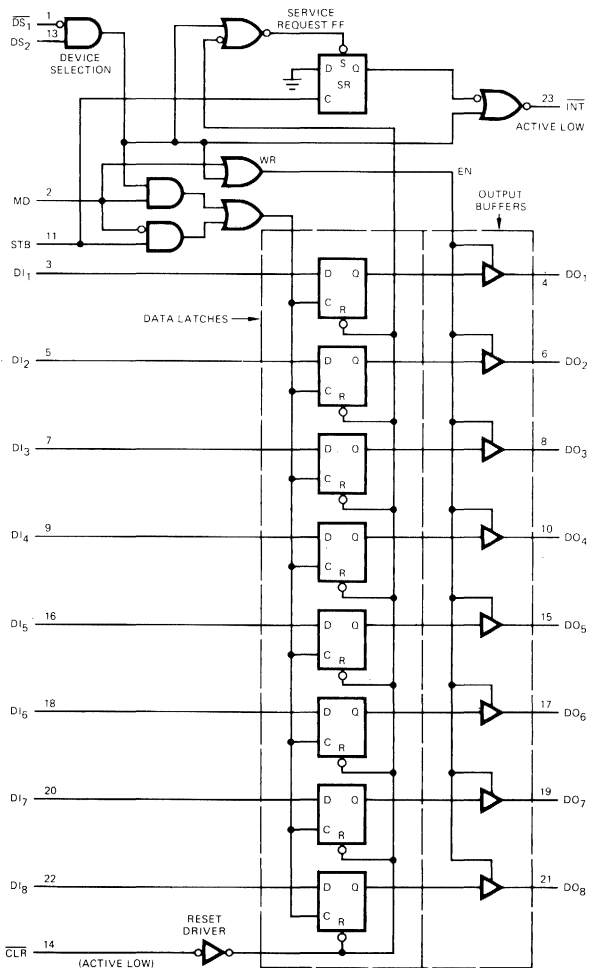 DS1 1
DS2 13
DEVICE
SELECTION
SERVICE
REQUEST FF
S
D Q
SR
C
23 INT
ACTIVE LOW
WR
EN
MD 2
STB 11
OUTPUT
BUFFERS
DATA LATCHES
DI1 3
D Q
C
R
4 DO1
DI2 5
D Q
C
R
6 DO2
DI3 7
D Q
C
R
8 DO3
DI4 9
D Q
C
R
10 DO4
DI5 16
D Q
C
R
15 DO5
DI6 18
D Q
C
R
17 DO6
DI7 20
D Q
C
R
19 DO7
DI8 22
D Q
C
R
21 DO8
RESET
DRIVER
CLR 14
(ACTIVE LOW)